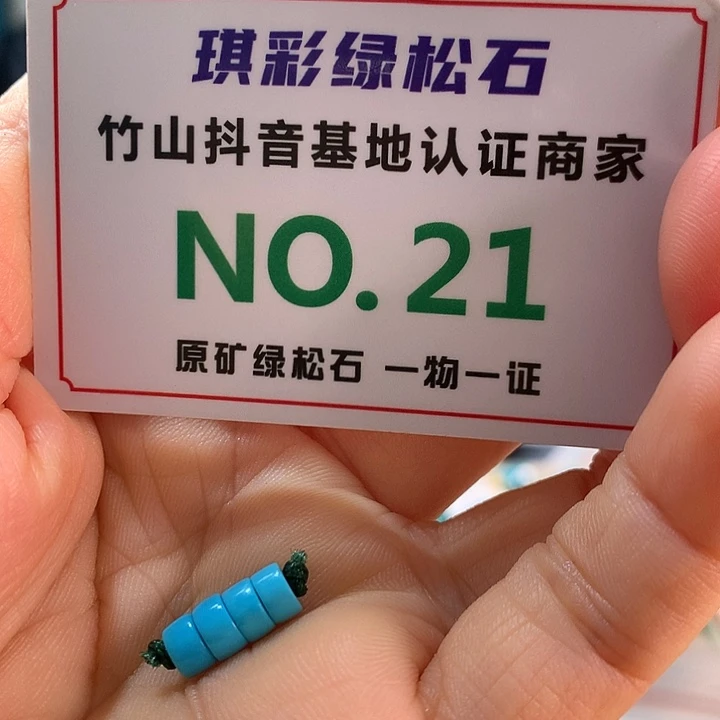 琪彩绿松石
竹山抖音基地认证商家
NO.21
原矿绿松石 一物一证